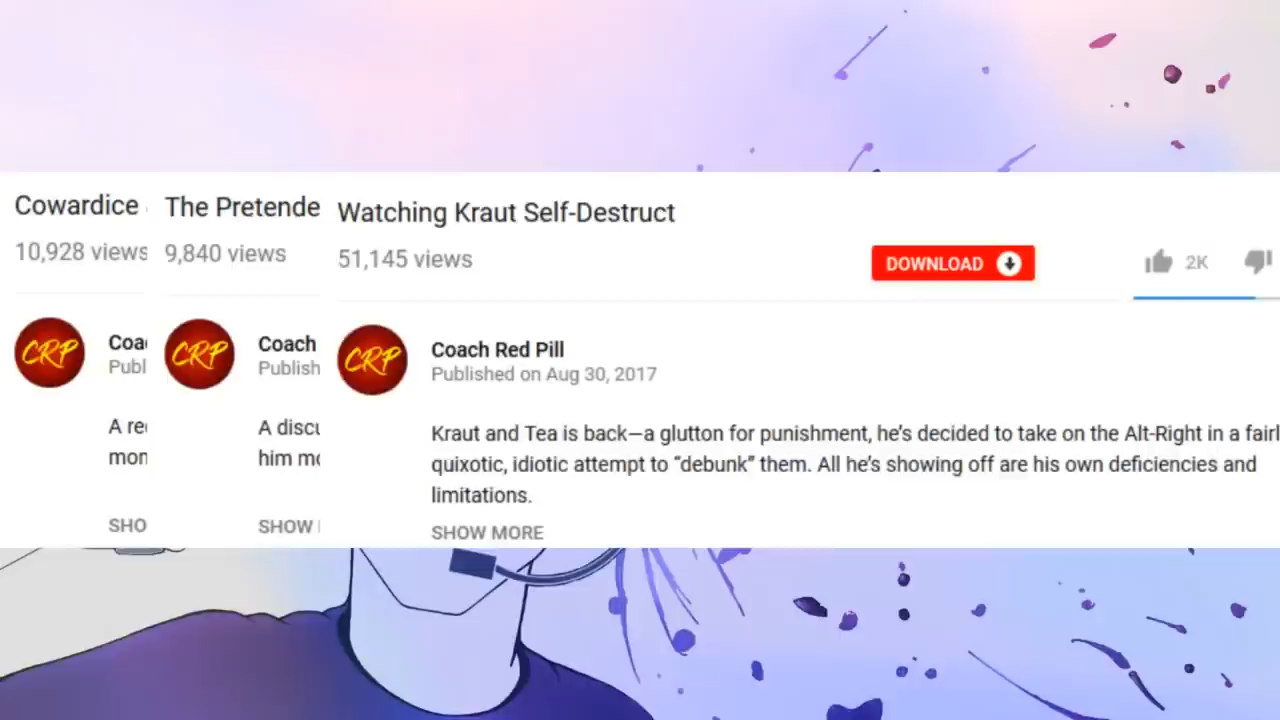 Cowardice
10,928 views
CRP
Publ
A re
mon
SHO
The Pretende
9,840 views
CRP
Coach
Publish
A discu
him mo
SHOW
Watching Kraut Self-Destruct
51,145 views
DOWNLOAD
2K
CRP
Coach Red Pill
Published on Aug 30, 2017
Kraut and Tea is back—a glutton for punishment, he's decided to take on the Alt-Right in a fairl
quixotic, idiotic attempt to “debunk” them. All he's showing off are his own deficiencies and
limitations.
SHOW MORE